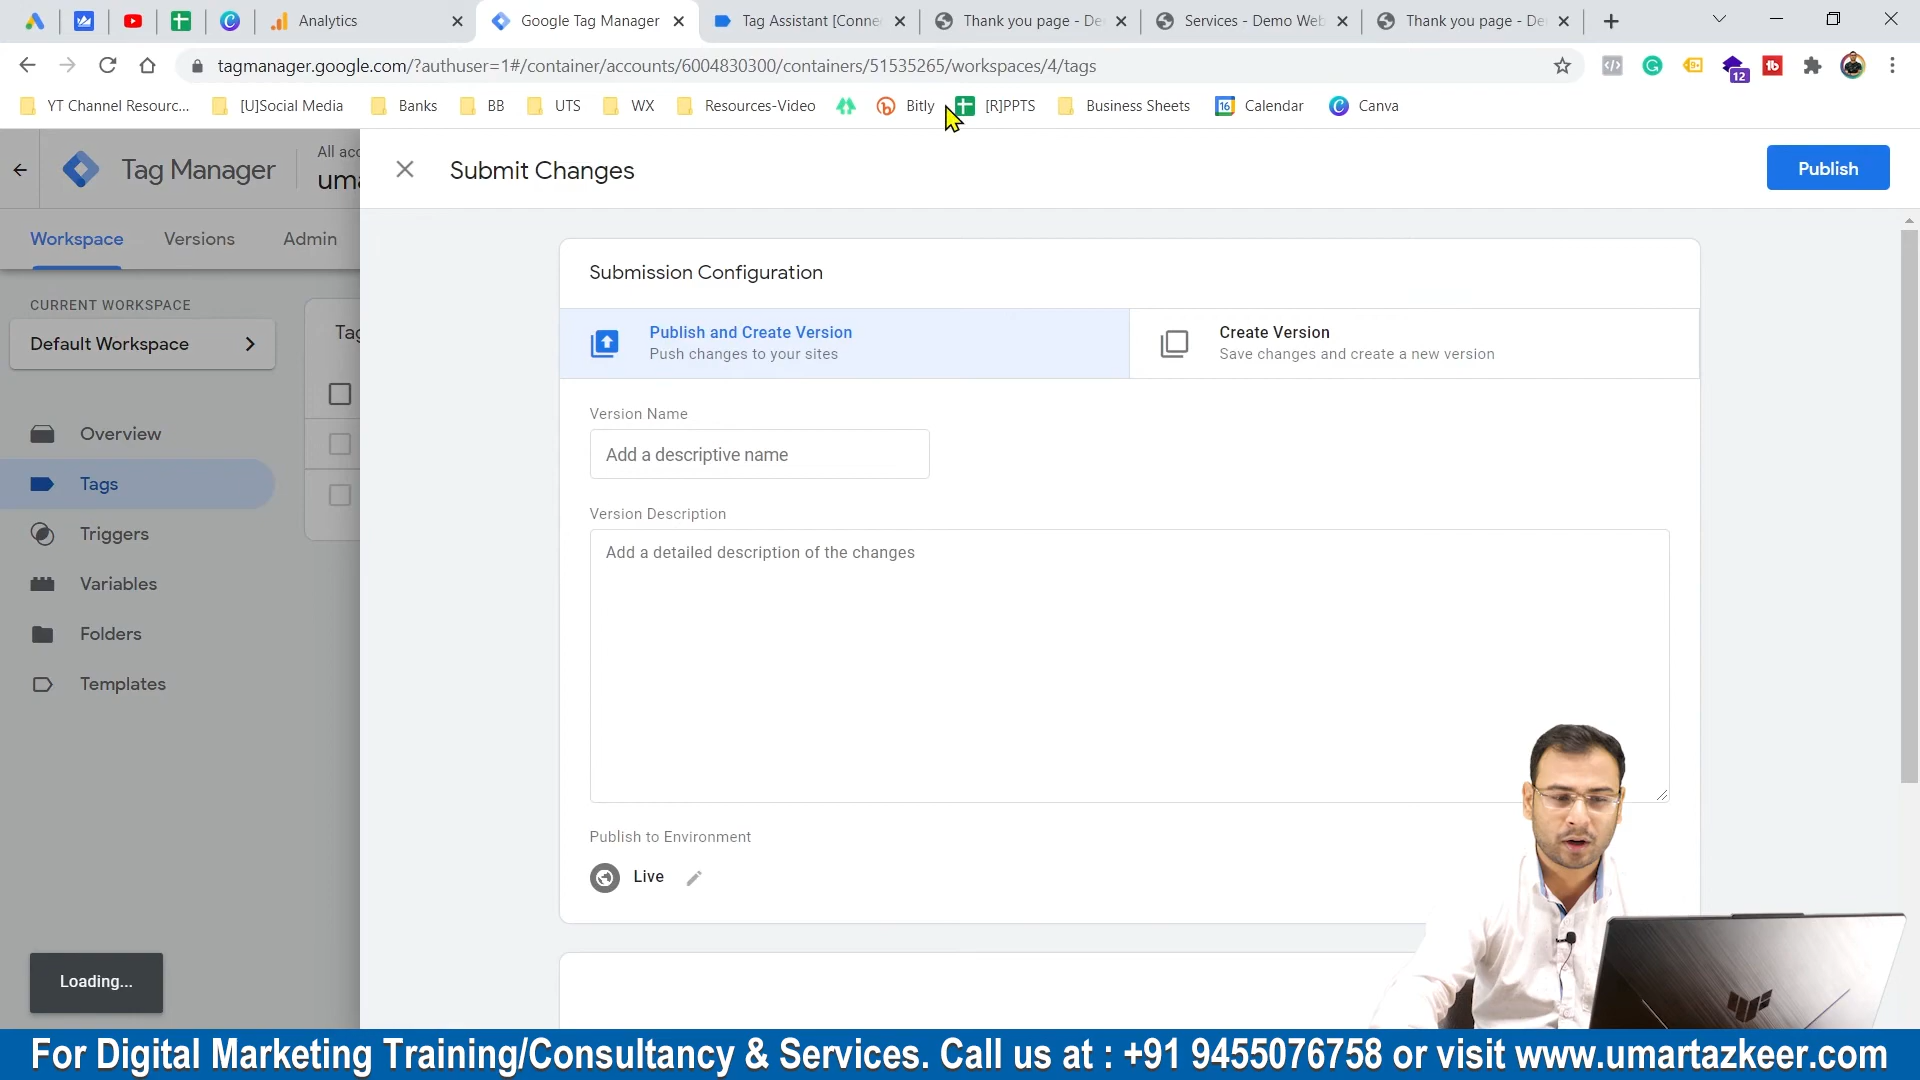 Analytics
Google Tag Manager
Tag Assistant [Conne
Thank you page - De
Services - Demo Web
Thank you page - De
tagmanager.google.com/?authuser=1#/container/accounts/6004830300/containers/51535265/workspaces/4/tags
12
YT Channel Resourc...
[U]Social Media
Banks
BB
UTS
WX
Resources-Video
Bitly
[R]PPTS
Business Sheets
16
Calendar
Canva
Tag Manager
All acc
uma
Submit Changes
Publish
Workspace
Versions
Admin
CURRENT WORKSPACE
Default Workspace
Tag
Overview
Tags
Triggers
Variables
Folders
Templates
Loading...
Submission Configuration
Publish and Create Version
Push changes to your sites
Create Version
Save changes and create a new version
Version Name
Add a descriptive name
Version Description
Add a detailed description of the changes
Publish to Environment
Live
For Digital Marketing Training/Consultancy & Services. Call us at : +91 9455076758 or visit www.umartazkeer.com